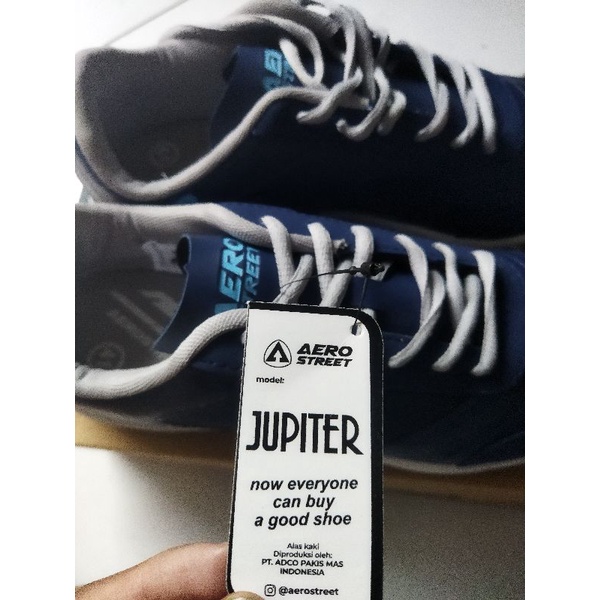 AERO
STREET
AERO
STREET
model:
JUPITER
now everyone
can buy
a good shoe
Alas kaki
Diproduksi oleh:
PT. ADCO PAKIS MAS
INDONESIA
@aerostreet